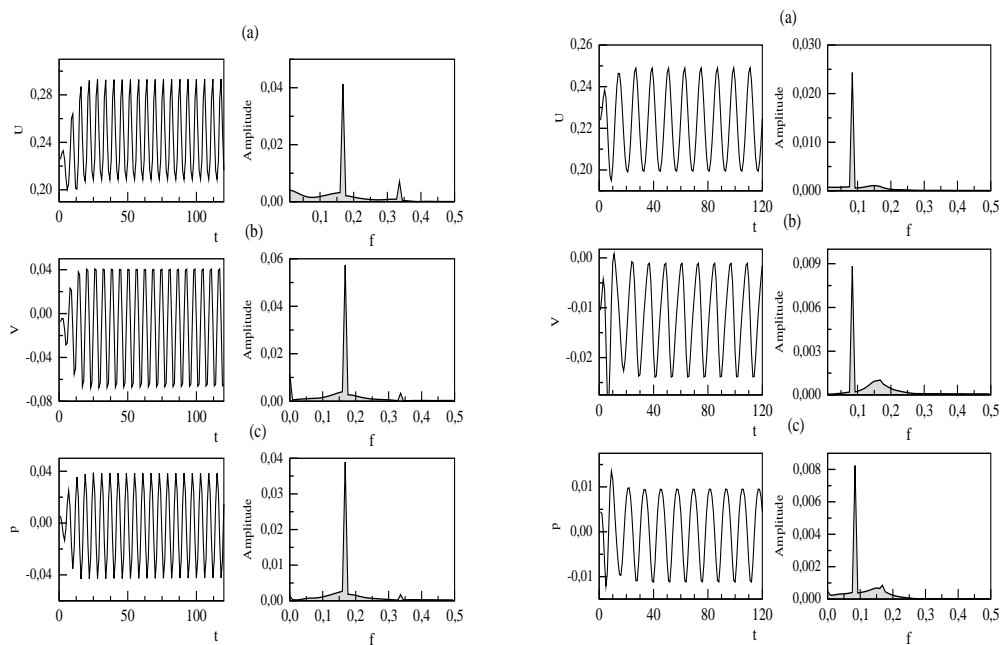 (a)
U
0,28
0,24
0,20
0 50 100
t
Amplitude
0,04
0,02
0,00
0,1 0,2 0,3 0,4 0,5
f
(b)
V
0,04
0,00
-0,04
-0,08
0 50 100
t
Amplitude
0,06
0,04
0,02
0,00
0,0 0,1 0,2 0,3 0,4 0,5
f
(c)
p
0,04
0,00
-0,04
0 50 100
t
Amplitude
0,04
0,03
0,02
0,01
0,00
0,0 0,1 0,2 0,3 0,4 0,5
f
(a)
U
0,26
0,24
0,22
0,20
0 20 40 60 80 100 120
t
Amplitude
0,030
0,020
0,010
0,000
0,1 0,2 0,3 0,4 0,5
f
(b)
V
0,00
-0,01
-0,02
0 20 40 60 80 100 120
t
Amplitude
0,009
0,006
0,003
0,000
0,1 0,2 0,3 0,4 0,5
f
(c)
p
0,01
0,00
-0,01
0 20 40 60 80 100 120
t
Amplitude
0,008
0,006
0,004
0,002
0,000
0,0 0,1 0,2 0,3 0,4 0,5
f